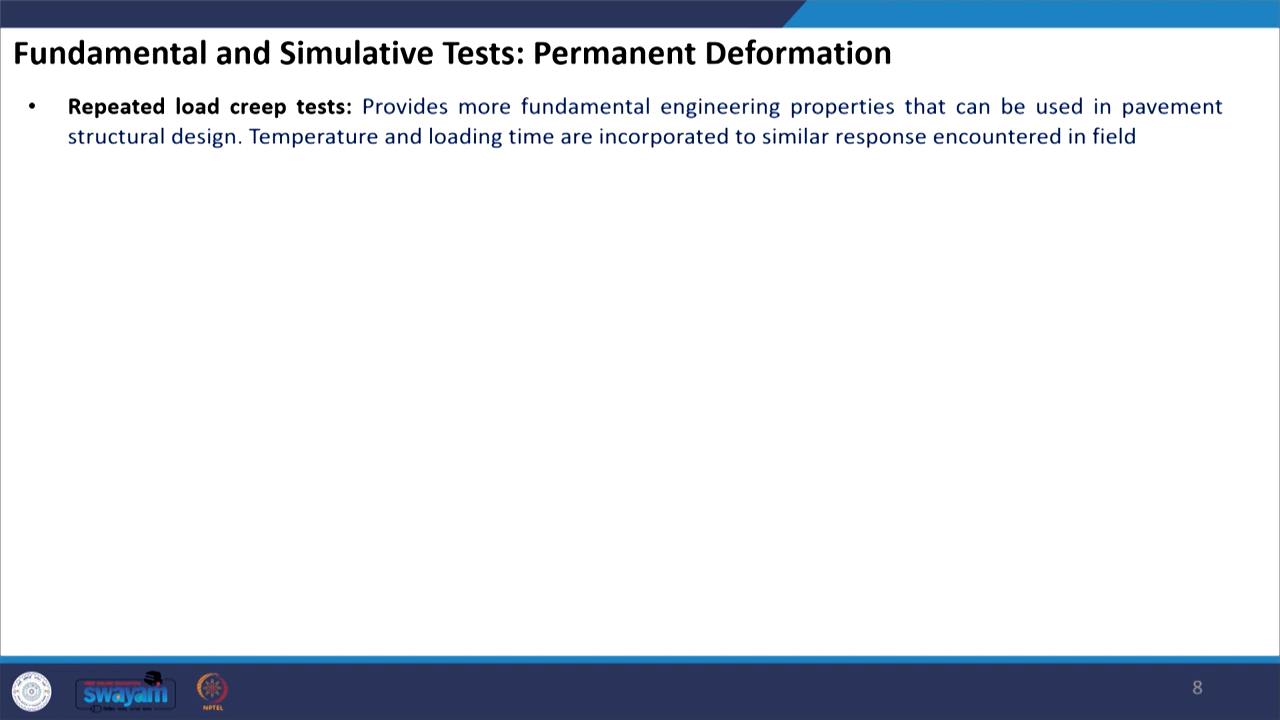 Fundamental and Simulative Tests: Permanent Deformation
• Repeated load creep tests: Provides more fundamental engineering properties that can be used in pavement
structural design. Temperature and loading time are incorporated to similar response encountered in field
swayam
NPTEL
8